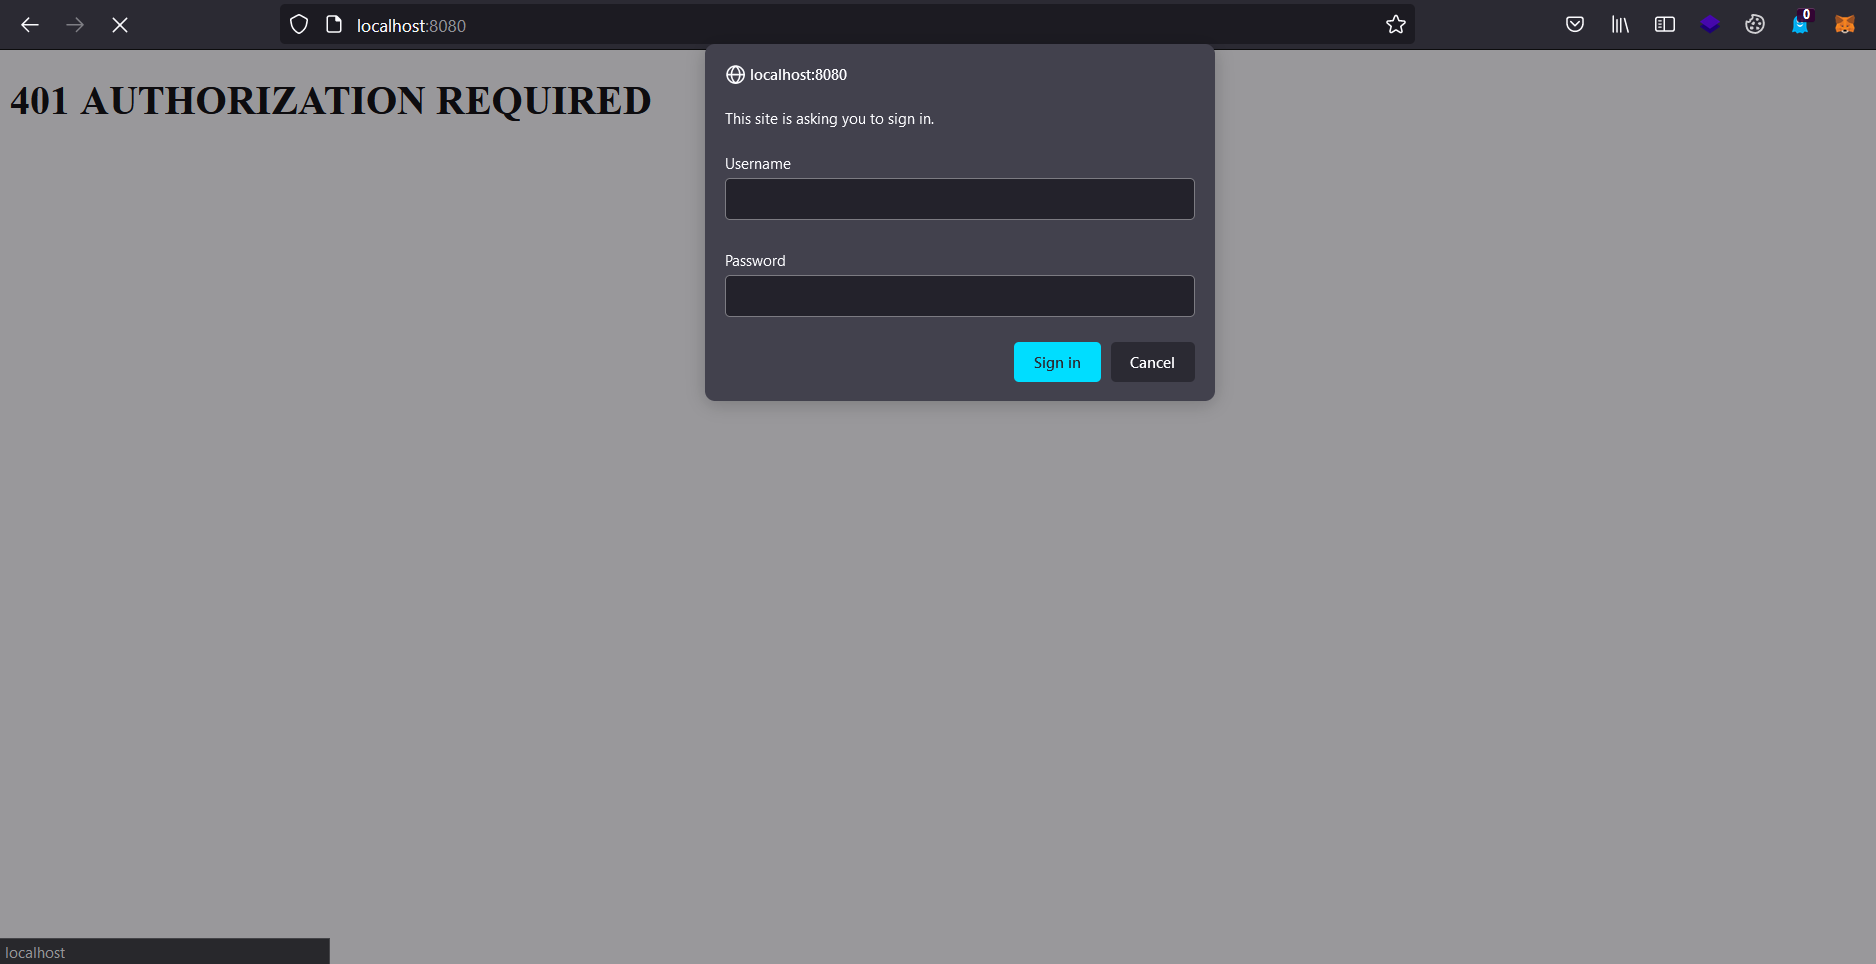 localhost:8080
0
localhost:8080
This site is asking you to sign in.
401 AUTHORIZATION REQUIRED
Username
Password
Sign in
Cancel
localhost